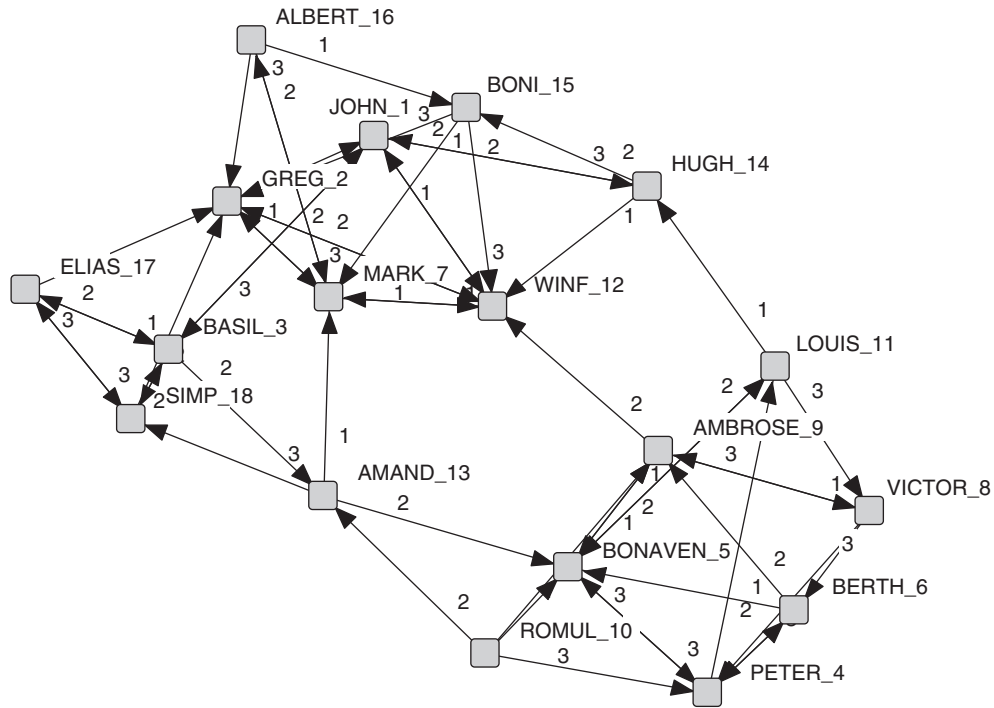 ALBERT_16
1
3
2
BONI_15
JOHN_1
3
2
1
2
3
2
HUGH_14
GREG_2
1
1
1
2
2
3
3
MARK_7
1
WINF_12
ELIAS_17
2
3
1
BASIL_3
3
1
LOUIS_11
3
2
SIMP_18
2
2
3
2
AMBROSE_9
3
1
AMAND_13
1
3
2
1
VICTOR_8
2
1
BONAVEN_5
3
2
1
BERTH_6
2
3
2
ROMUL_10
3
3
PETER_4